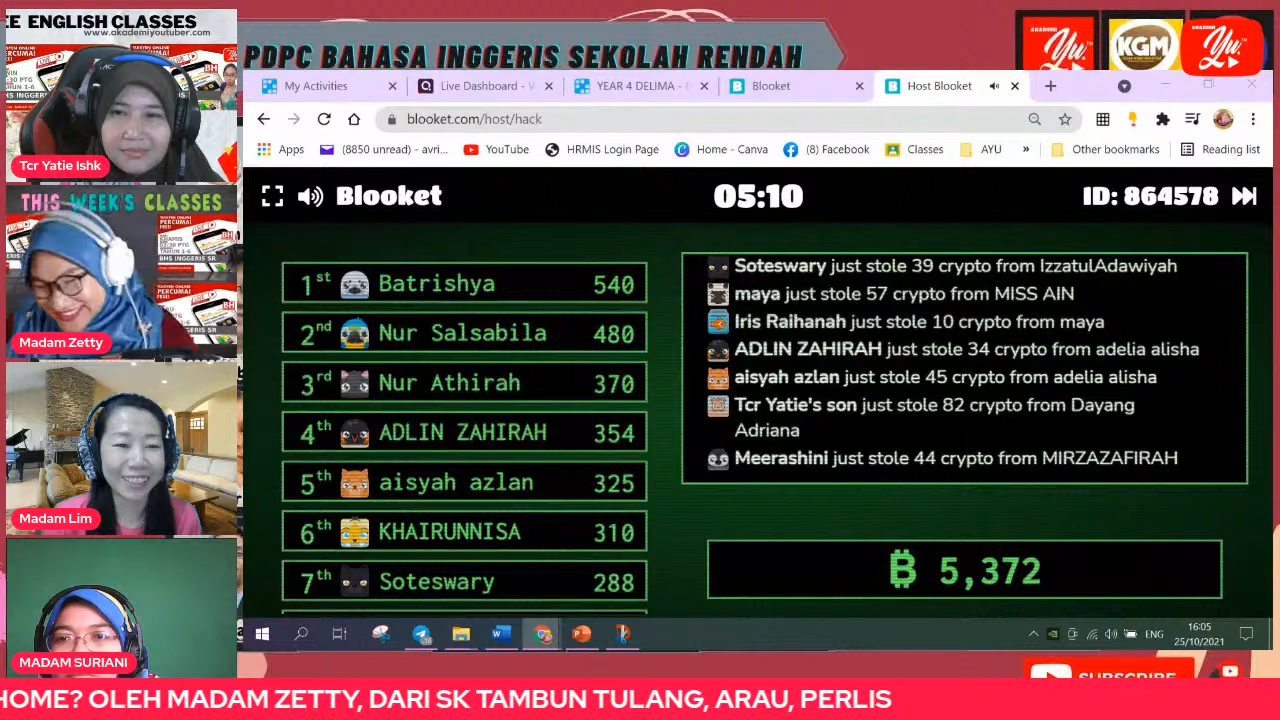 EE ENGLISH CLASSES
www.akademiyoutuber.com
Tcr Yatie Ishk
THIS WEEK'S CLASSES
Madam Zetty
Madam Lim
MADAM SURIANI
PDPC BAHASA INGGERIS SEKOLAH RENDAH
KGM
My Activities
YEAR 4 DELIMA -
Blooket
Host Blooket
blooket.com/host/hack
Apps
(8850 unread) - avri...
YouTube
HRMIS Login Page
Home - Canva
(8) Facebook
Classes
AYU
»
Other bookmarks
Reading list
Blooket
05:10
ID: 864578
1st Batrishya 540
2nd Nur Salsabila 480
3rd Nur Athirah 370
4th ADLIN ZAHIRAH 354
5th aisyah azlan 325
6th KHAIRUNNISA 310
7th Soteswary 288
Soteswary just stole 39 crypto from IzzatulAdawiyah
maya just stole 57 crypto from MISS AIN
Iris Raihanah just stole 10 crypto from maya
ADLIN ZAHIRAH just stole 34 crypto from adelia alisha
aisyah azlan just stole 45 crypto from adelia alisha
Tcr Yatie's son just stole 82 crypto from Dayang
Adriana
Meerashini just stole 44 crypto from MIRZAZAFIRAH
₿ 5,372
ENG
16:05
25/10/2021
SUBSCRIBE
HOME? OLEH MADAM ZETTY, DARI SK TAMBUN TULANG, ARAU, PERLIS